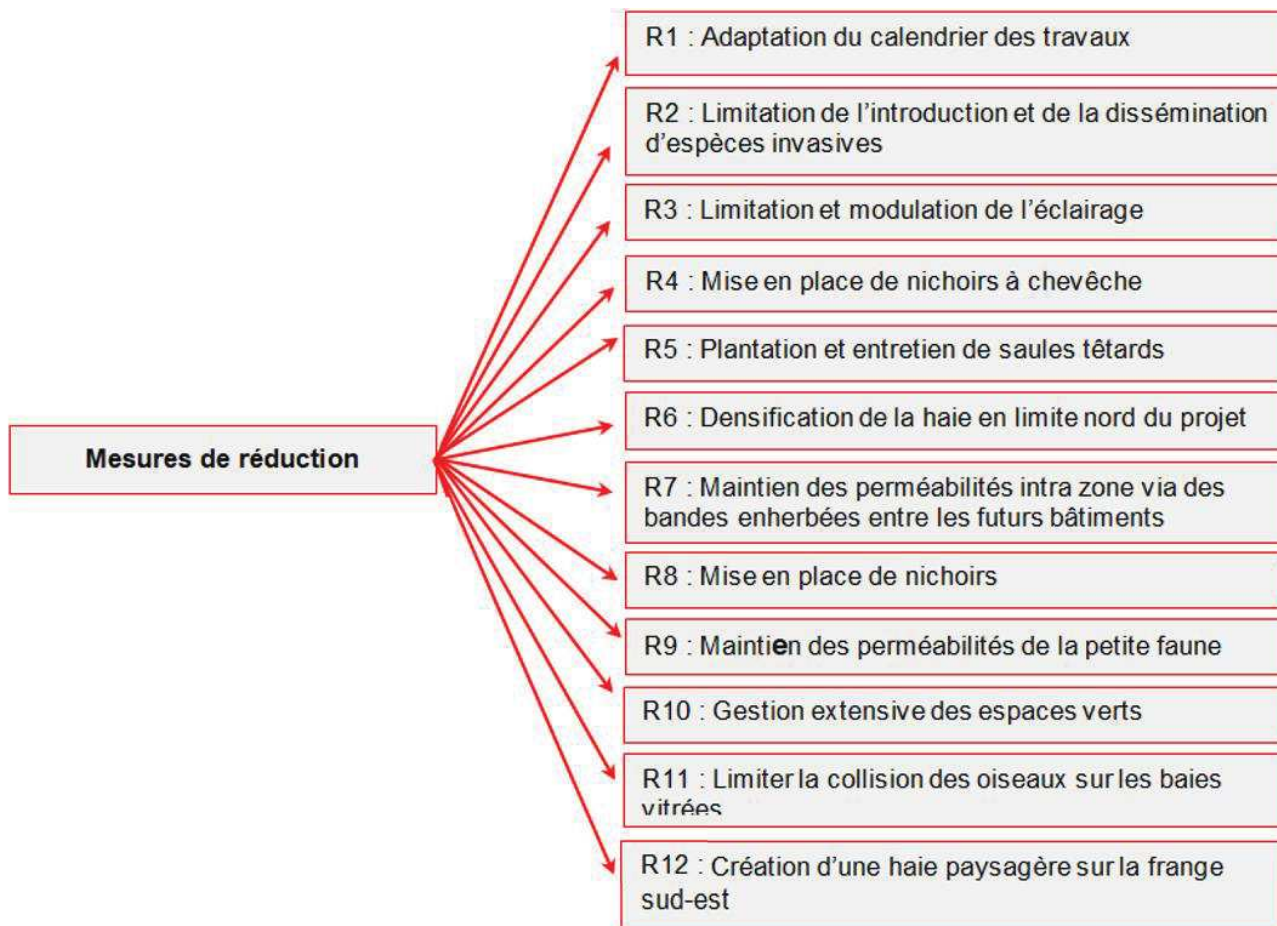 R1 : Adaptation du calendrier des travaux
R2 : Limitation de l'introduction et de la dissémination
d'espèces invasives
R3 : Limitation et modulation de l'éclairage
R4 : Mise en place de nichoirs à chevêche
R5 : Plantation et entretien de saules têtards
R6 : Densification de la haie en limite nord du projet
Mesures de réduction
R7 : Maintien des perméabilités intra zone via des
bandes enherbées entre les futurs bâtiments
R8 : Mise en place de nichoirs
R9 : Maintien des perméabilités de la petite faune
R10 : Gestion extensive des espaces verts
R11 : Limiter la collision des oiseaux sur les baies
vitrées
R12 : Création d'une haie paysagère sur la frange
sud-est